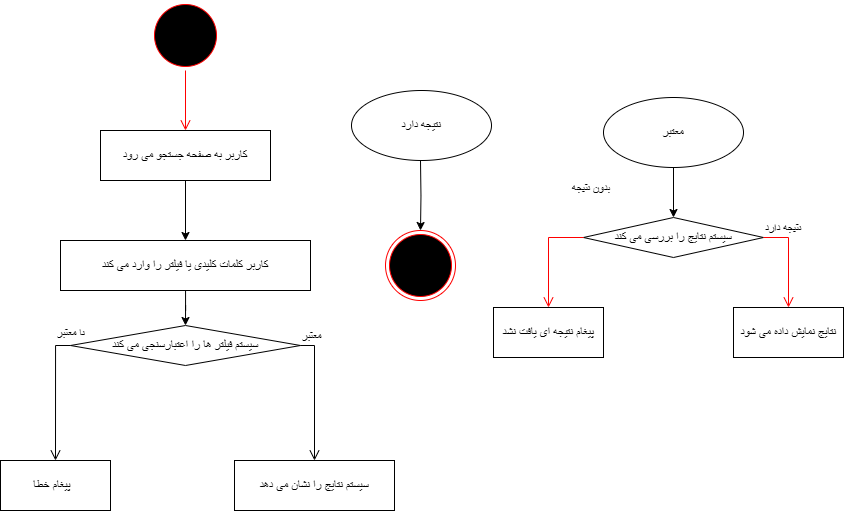 کاربر به صفحه جستجو می رود
کاربر کلمات کلیدی یا فیلتر را وارد می کند
نا معتبر
معتبر
سیستم فیلتر ها را اعتبارسنجی می کند
پیغام خطا
سیستم نتایج را نشان می دهد
نتیجه دارد
معتبر
بدون نتیجه
نتیجه دارد
سیستم نتایج را بررسی می کند
پیغام نتیجه ای یافت نشد
نتایج نمایش داده می شود